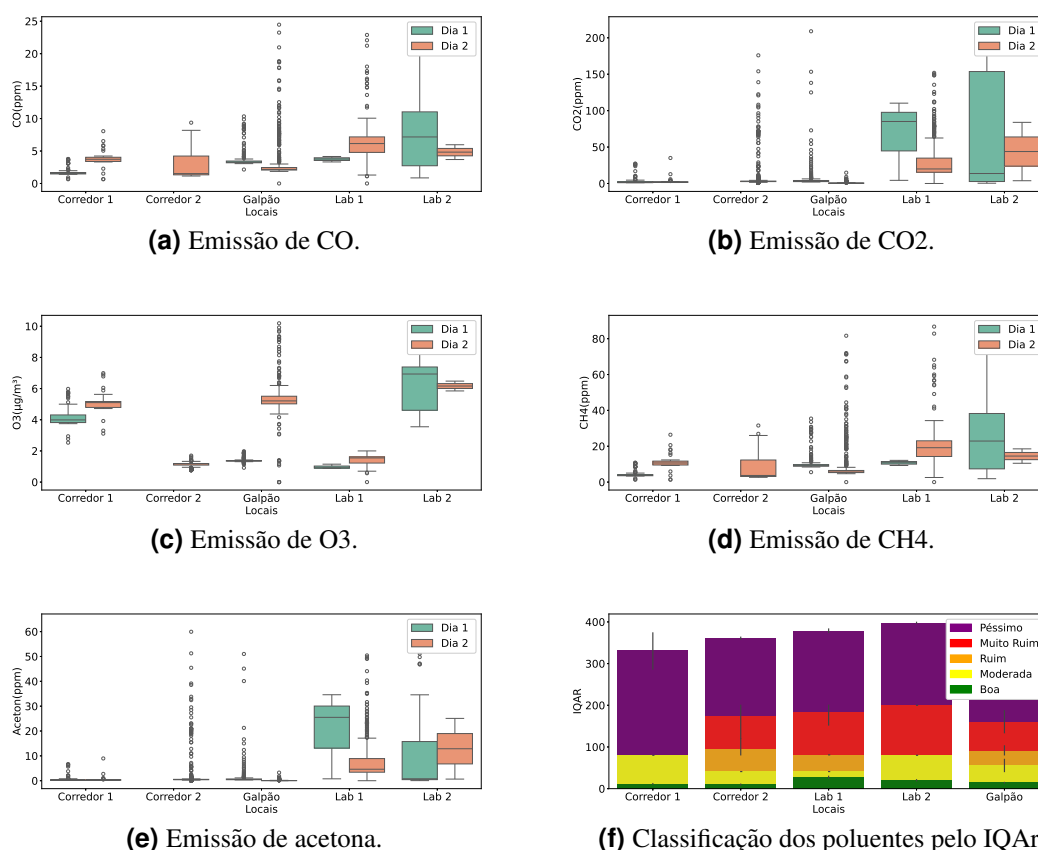 25
20
15
10
5
0
CO(ppm)
Dia 1
Dia 2
Corredor 1 Corredor 2 Galpão Lab 1 Lab 2
Locais
(a) Emissão de CO.
200
150
100
50
0
CO2(ppm)
Dia 1
Dia 2
Corredor 1 Corredor 2 Galpão Lab 1 Lab 2
Locais
(b) Emissão de CO2.
10
8
6
4
2
0
O3(µg/m³)
Dia 1
Dia 2
Corredor 1 Corredor 2 Galpão Lab 1 Lab 2
Locais
(c) Emissão de O3.
80
60
40
20
0
CH4(ppm)
Dia 1
Dia 2
Corredor 1 Corredor 2 Galpão Lab 1 Lab 2
Locais
(d) Emissão de CH4.
60
50
40
30
20
10
0
Aceton(ppm)
Dia 1
Dia 2
Corredor 1 Corredor 2 Galpão Lab 1 Lab 2
Locais
(e) Emissão de acetona.
400
300
200
100
0
IQAR
Péssimo
Muito Ruim
Ruim
Moderada
Boa
Corredor 1 Corredor 2 Lab 1 Lab 2 Galpão
Locais
(f) Classificação dos poluentes pelo IQAr